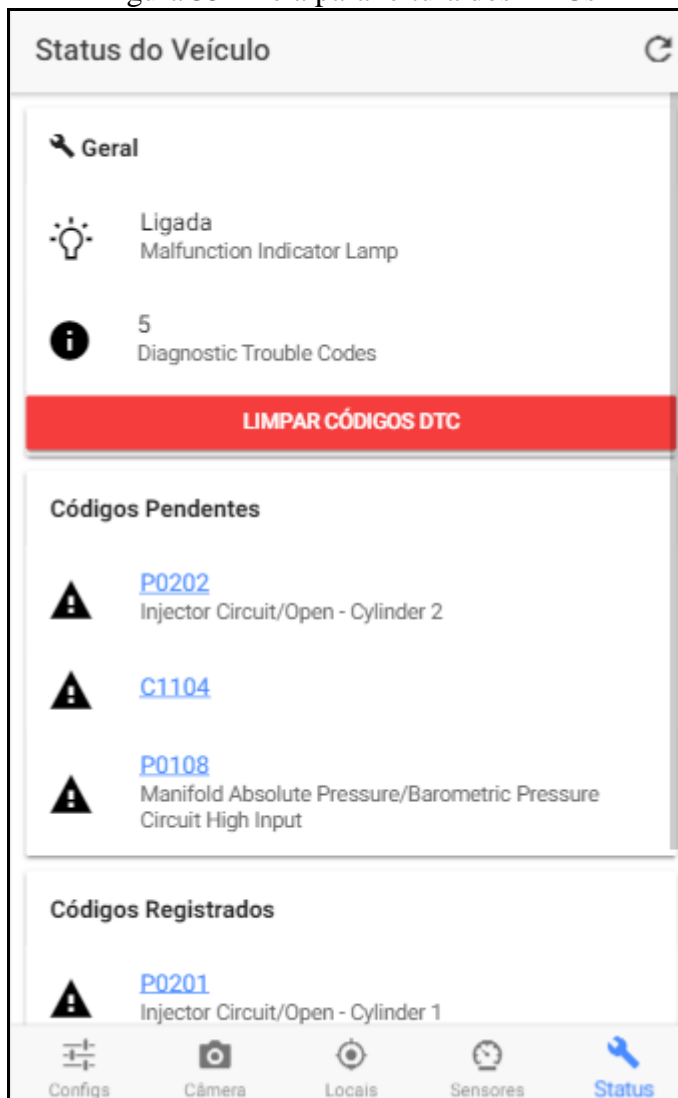 Status do Veículo
Geral
Ligada
Malfunction Indicator Lamp
5
Diagnostic Trouble Codes
LIMPAR CÓDIGOS DTC
Códigos Pendentes
P0202
Injector Circuit/Open - Cylinder 2
C1104
P0108
Manifold Absolute Pressure/Barometric Pressure
Circuit High Input
Códigos Registrados
P0201
Injector Circuit/Open - Cylinder 1
Configs Câmera Locais Sensores Status